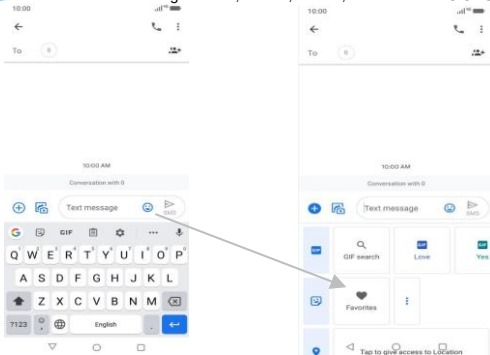 10:00
To 0
10:00 AM
Conversation with 0
Text message
SMS
G GIF
Q W E R T Y U I O P
A S D F G H J K L
Z X C V B N M
?123 English .
10:00
To 0
10:00 AM
Conversation with 0
Text message
SMS
GIF search
Love
Yes
Favorites
Tap to give access to Location